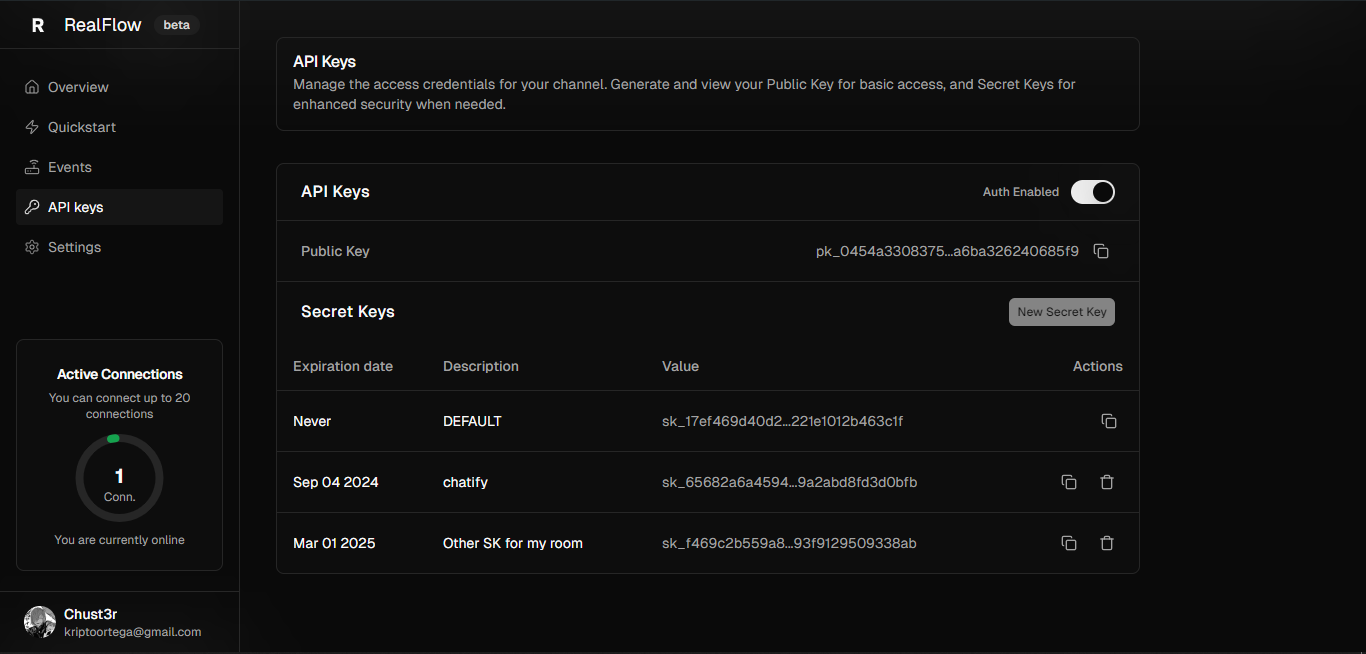 R RealFlow beta
Overview
Quickstart
Events
API keys
Settings
Active Connections
You can connect up to 20
connections
1
Conn.
You are currently online
Chust3r
kriptoortega@gmail.com
API Keys
Manage the access credentials for your channel. Generate and view your Public Key for basic access, and Secret Keys for
enhanced security when needed.
API Keys Auth Enabled
Public Key pk_0454a3308375...a6ba326240685f9
Secret Keys New Secret Key
Expiration date Description Value Actions
Never DEFAULT sk_17ef469d40d2...221e1012b463c1f
Sep 04 2024 chatify sk_65682a6a4594...9a2abd8fd3d0bfb
Mar 01 2025 Other SK for my room sk_f469c2b559a8...93f9129509338ab